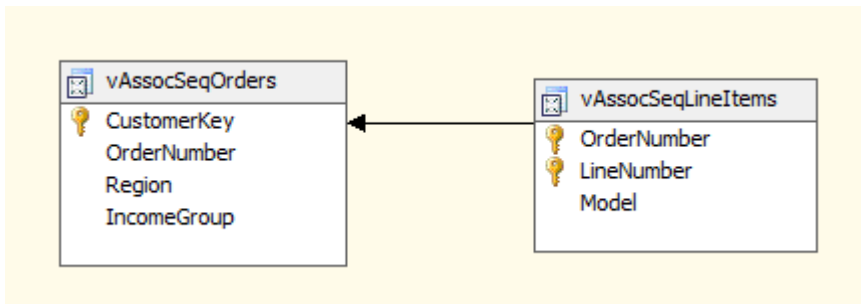 vAssocSeqOrders
CustomerKey
OrderNumber
Region
IncomeGroup
vAssocSeqLineItems
OrderNumber
LineNumber
Model